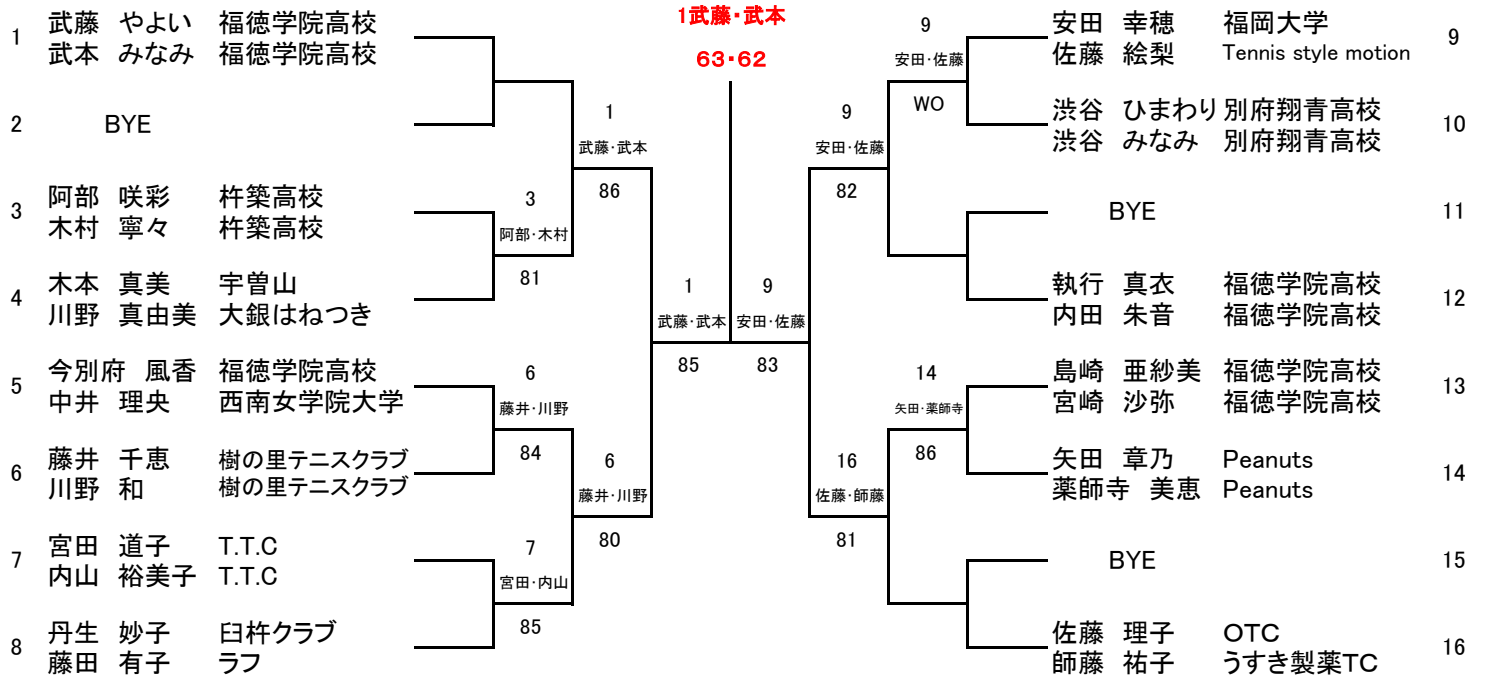 1武藤・武本
63・62
1 武藤 やよい 福徳学院高校
武本 みなみ 福徳学院高校
2 BYE
3 阿部 咲彩 杵築高校
木村 寧々 杵築高校
4 木本 真美 宇曽山
川野 真由美 大銀はねつき
5 今別府 風香 福徳学院高校
中井 理央 西南女学院大学
6 藤井 千恵 樹の里テニスクラブ
川野 和 樹の里テニスクラブ
7 宮田 道子 T.T.C
内山 裕美子 T.T.C
8 丹生 妙子 臼杵クラブ
藤田 有子 ラフ
3
阿部・木村
81
6
藤井・川野
84
7
宮田・内山
85
1
武藤・武本
86
6
藤井・川野
80
1
武藤・武本
85
9
安田・佐藤
83
9
安田・佐藤
82
16
佐藤・師藤
81
9
安田・佐藤
WO
14
矢田・薬師寺
86
安田 幸穂 福岡大学 9
佐藤 絵梨 Tennis style motion
渋谷 ひまわり 別府翔青高校 10
渋谷 みなみ 別府翔青高校
BYE 11
執行 真衣 福徳学院高校 12
内田 朱音 福徳学院高校
島崎 亜紗美 福徳学院高校 13
宮崎 沙弥 福徳学院高校
矢田 章乃 Peanuts 14
薬師寺 美恵 Peanuts
BYE 15
佐藤 理子 OTC 16
師藤 祐子 うすき製薬TC